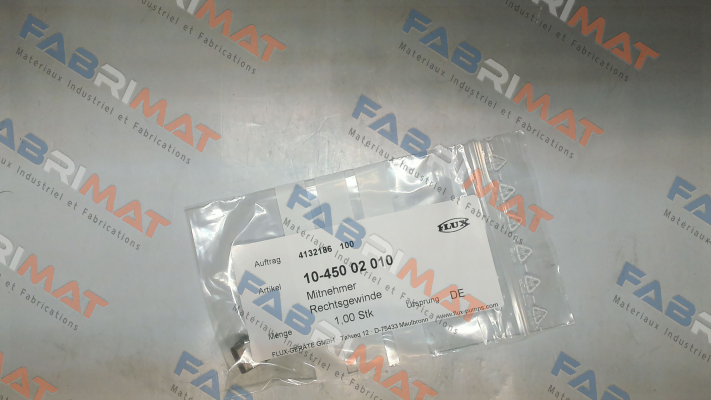 FLUX
Auftrag 4132186 100
Artikel 10-450 02 010
Mitnehmer
Rechtsgewinde
Menge 1,00 Stk Ursprung DE
FLUX-GERÄTE GMBH Talweg 12 - D-75433 Maulbronn www.flux-pumps.com
FABRIMAT
Matériaux Industriel et Fabrications